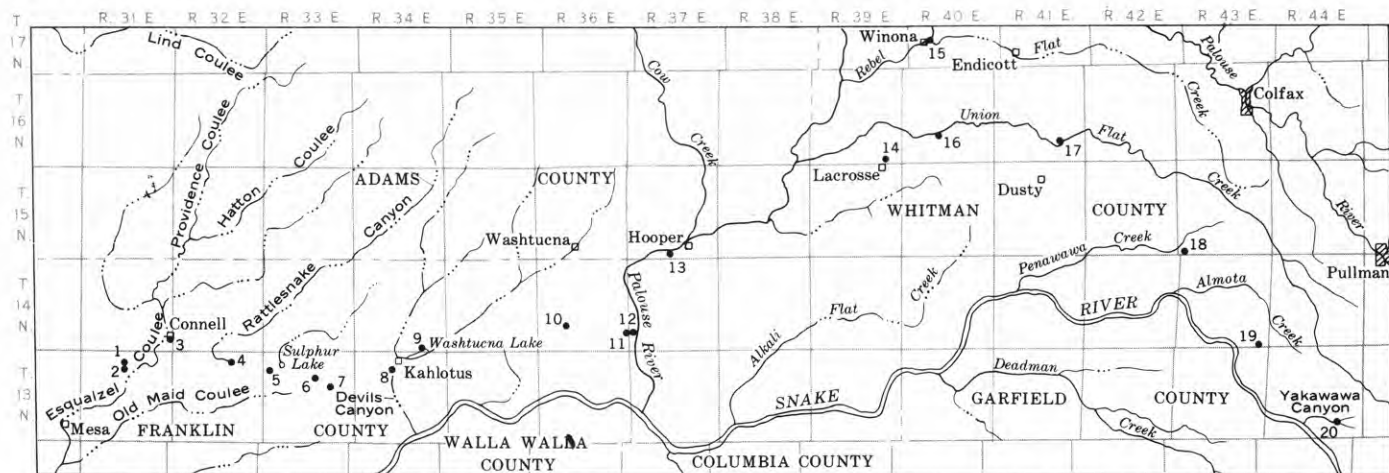 R. 31 E R. 32 E. R. 33 E R. 34 E R. 35 E R. 36 E R. 37 E. R. 38 E. R. 39 E. R. 40 E. R. 41 E. R. 42 E R. 43 E. R. 44 E
T 17 N
T 16 N
T 15 N
T 14 N
T 13 N
Lind Coulee
Providence Coulee
Hatton Coulee
Rattlesnake Canyon
ADAMS COUNTY
Cow Creek
Winona
15
Rebel Flat Creek
Endicott
Palouse River
Colfax
Union Flat Creek
14
16
17
Lacrosse
Dusty
WHITMAN COUNTY
Washtucna
Hooper
13
Penawawa Creek
18
Pullman
Almota Creek
19
RIVER
Connell
3
Esqualzel Coulee
1
2
4
Sulphur Lake
5
6
7
Devils Canyon
8
Kahlotus
9
Washtucna Lake
10
11
12
Palouse River
Alkali Flat Creek
Deadman Creek
Old Maid Coulee
Mesa
FRANKLIN COUNTY
WALLA WALLA COUNTY
SNAKE
COLUMBIA COUNTY
GARFIELD COUNTY
Yakawawa Canyon
20